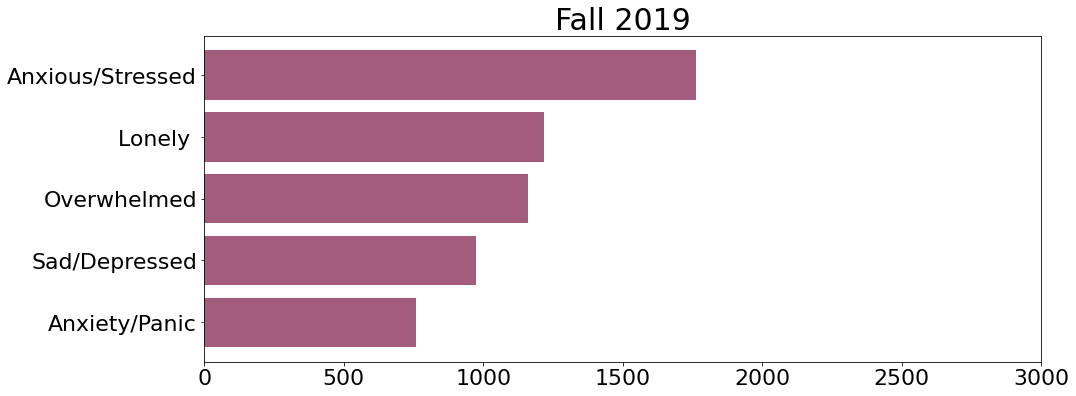 Fall 2019
Anxious/Stressed
Lonely
Overwhelmed
Sad/Depressed
Anxiety/Panic
0 500 1000 1500 2000 2500 3000